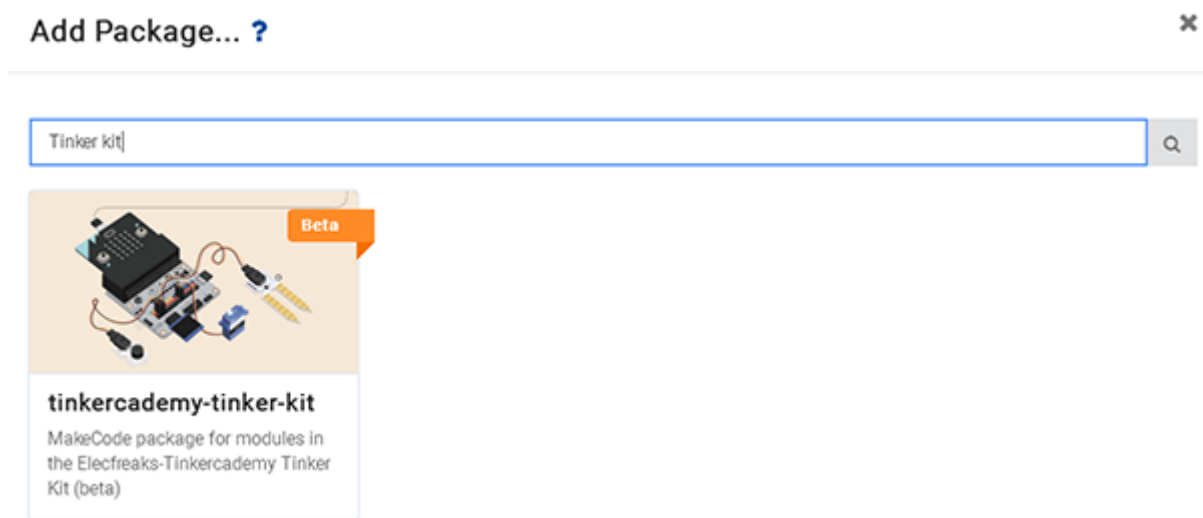 Add Package... ?
Tinker kit
Beta
tinkercademy-tinker-kit
MakeCode package for modules in
the Elecfreaks-Tinkercademy Tinker
Kit (beta)